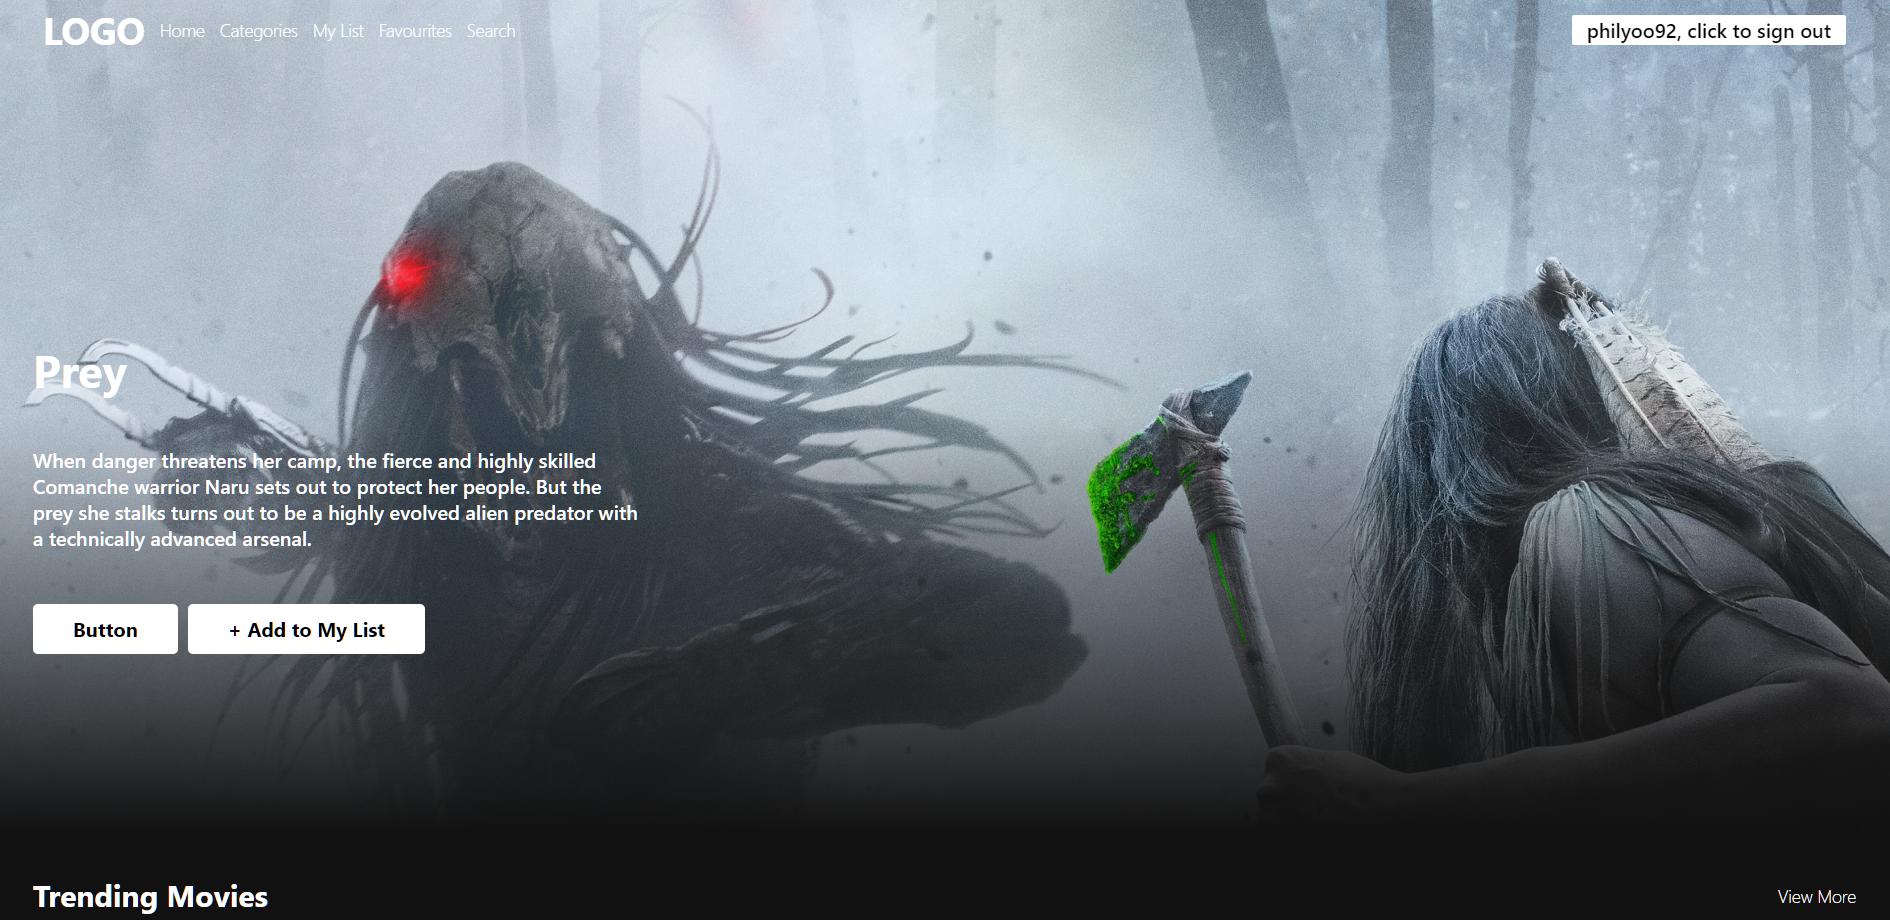 LOGO Home Categories My List Favourites Search philyoo92, click to sign out
Prey
When danger threatens her camp, the fierce and highly skilled
Comanche warrior Naru sets out to protect her people. But the
prey she stalks turns out to be a highly evolved alien predator with
a technically advanced arsenal.
Button + Add to My List
Trending Movies View More